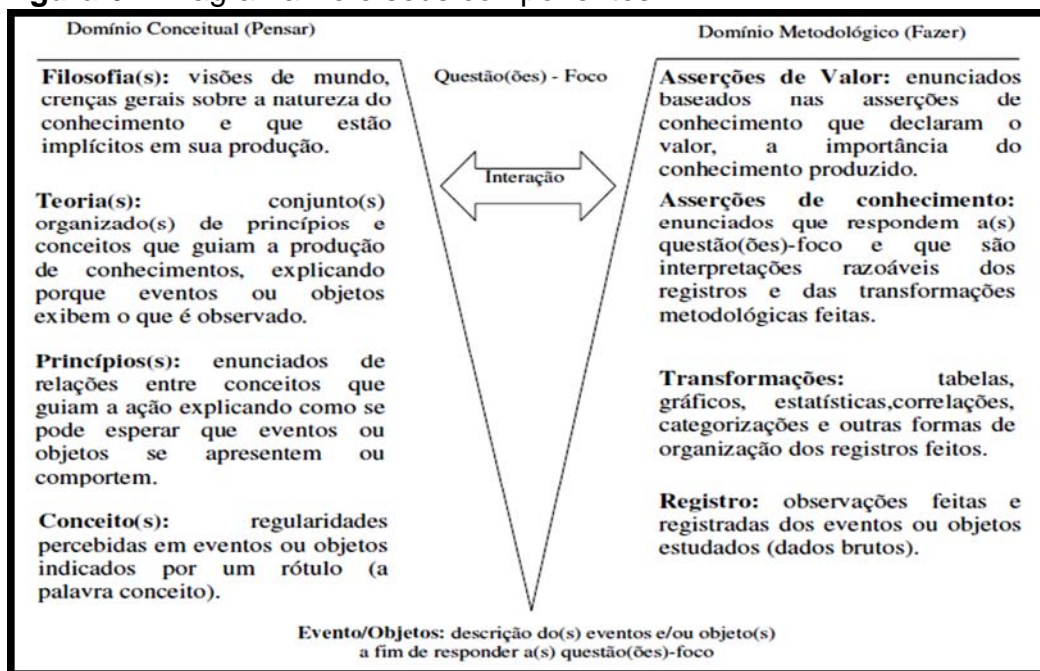 Domínio Conceitual (Pensar)
Filosofia(s): visões de mundo,
crenças gerais sobre a natureza do
conhecimento e que estão
implícitos em sua produção.
Teoria(s): conjunto(s)
organizado(s) de princípios e
conceitos que guiam a produção
de conhecimentos, explicando
porque eventos ou objetos
exibem o que é observado.
Princípios(s): enunciados de
relações entre conceitos que
guiam a ação explicando como se
pode esperar que eventos ou
objetos se apresentem ou
comportem.
Conceito(s): regularidades
percebidas em eventos ou objetos
indicados por um rótulo (a
palavra conceito).
Questão(ões) - Foco
Interação
Domínio Metodológico (Fazer)
Asserções de Valor: enunciados
baseados nas asserções de
conhecimento que declaram o
valor, a importância do
conhecimento produzido.
Asserções de conhecimento:
enunciados que respondem a(s)
questão(ões)-foco e que são
interpretações razoáveis dos
registros e das transformações
metodológicas feitas.
Transformações: tabelas,
gráficos, estatísticas,correlações,
categorizações e outras formas de
organização dos registros feitos.
Registro: observações feitas e
registradas dos eventos ou objetos
estudados (dados brutos).
Evento/Objetos: descrição do(s) eventos e/ou objeto(s)
a fim de responder a(s) questão(ões)-foco